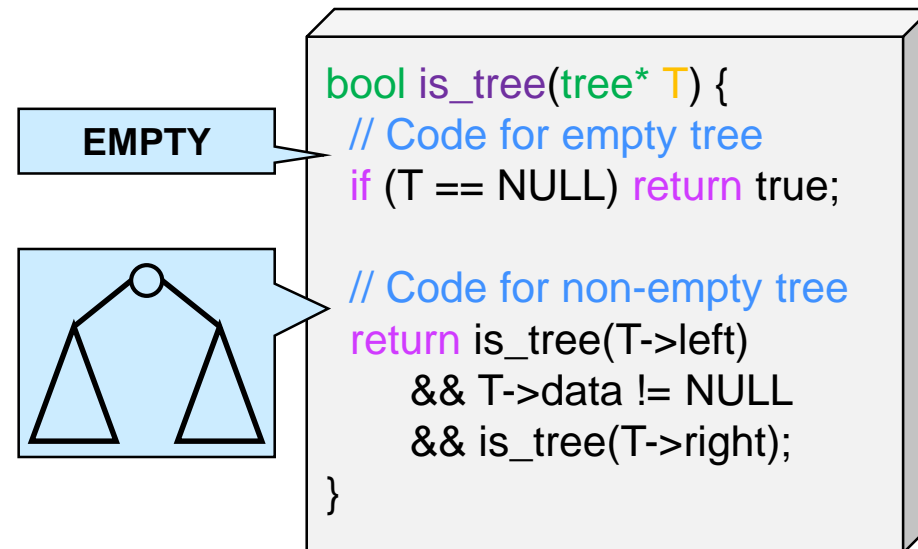 EMPTY
bool is_tree(tree* T) {
// Code for empty tree
if (T == NULL) return true;
// Code for non-empty tree
return is_tree(T->left)
&& T->data != NULL
&& is_tree(T->right);
}